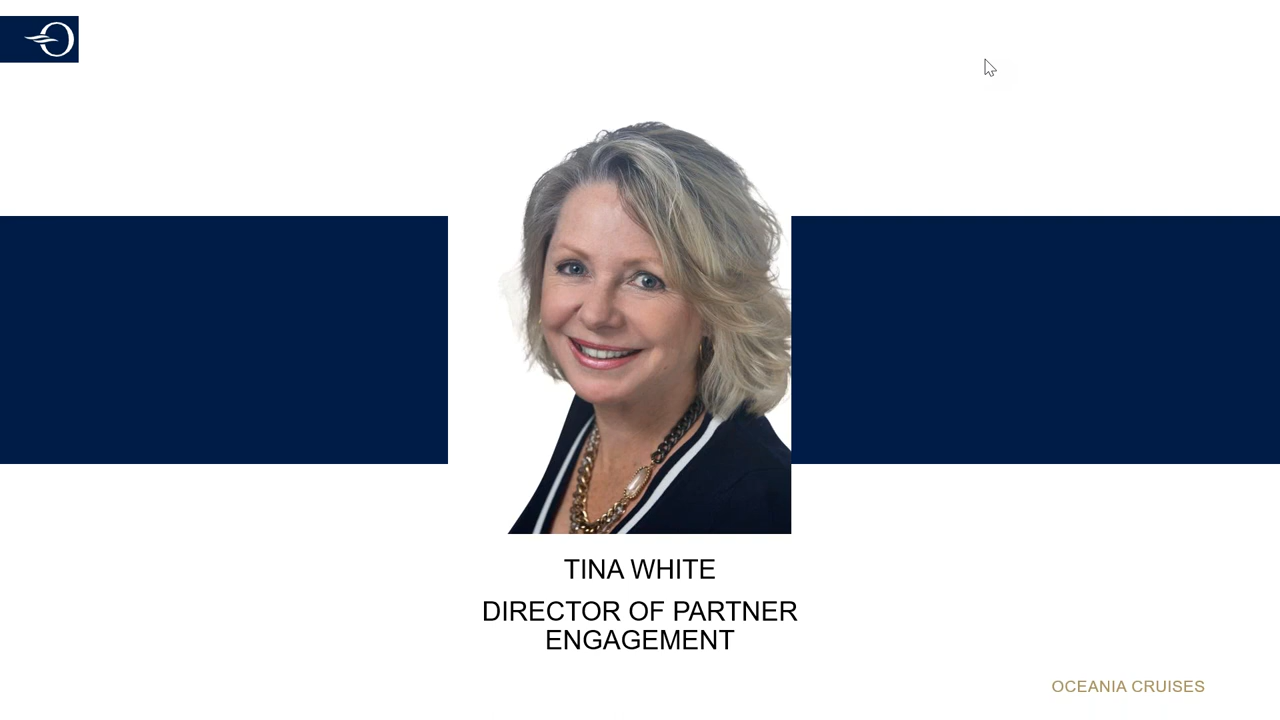 TINA WHITE
DIRECTOR OF PARTNER
ENGAGEMENT
OCEANIA CRUISES